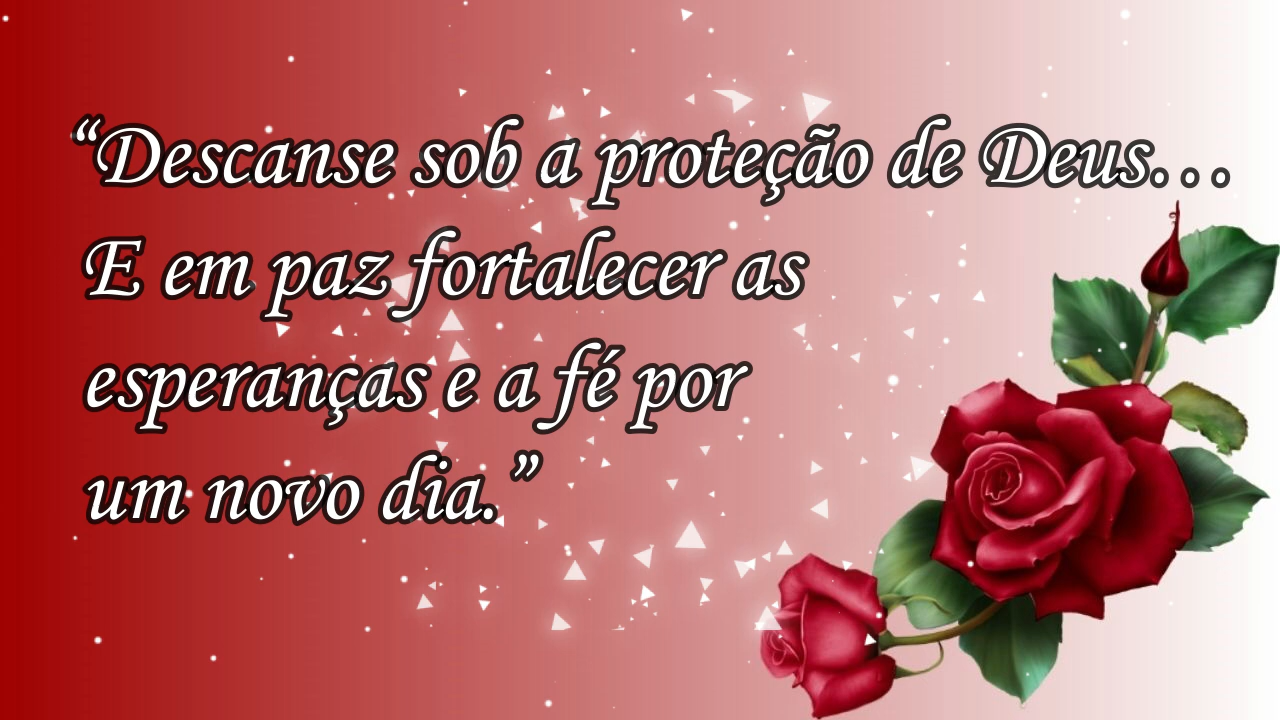 “Descanse sob a proteção de Deus...
E em paz fortalecer as
esperanças e a fé por
um novo dia.”